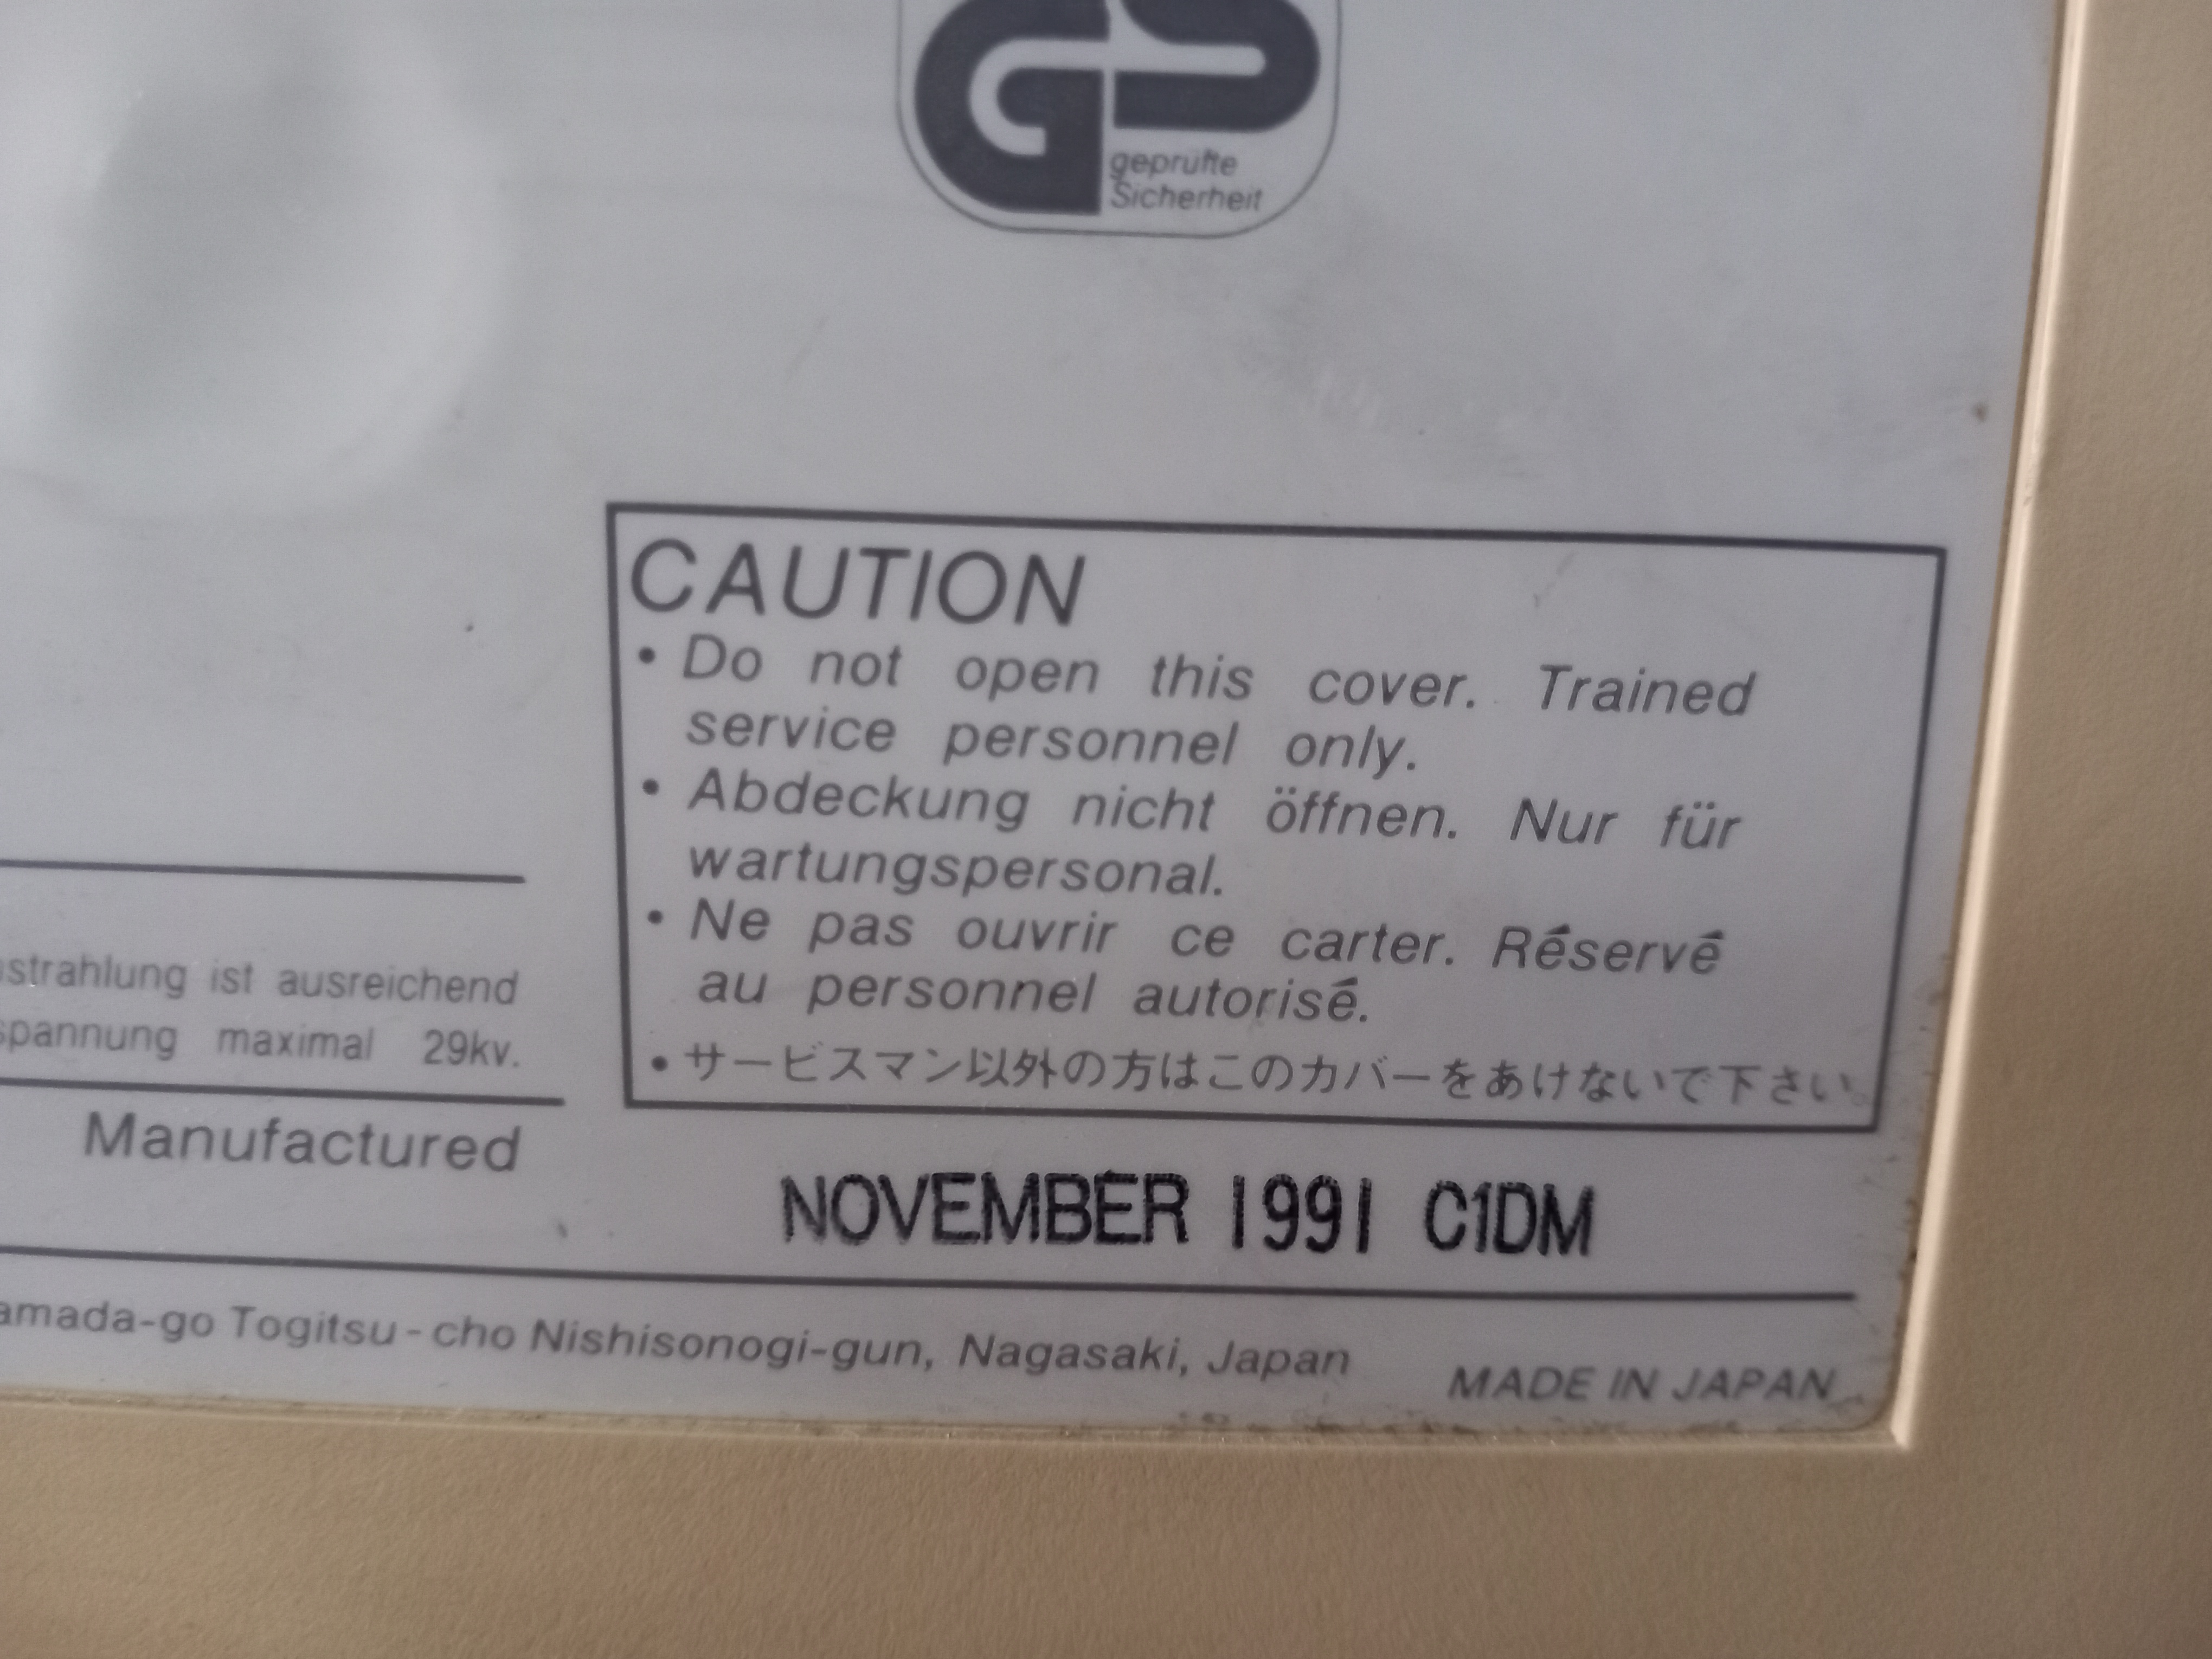 geprüfte
Sicherheit
CAUTION
• Do not open this cover. Trained
service personnel only.
• Abdeckung nicht öffnen. Nur für
wartungspersonal.
• Ne pas ouvrir ce carter. Réservé
au personnel autorisé.
• サービスマン以外の方はこのカバーをあけないで下さい。
strahlung ist ausreichend
spannung maximal 29kv.
Manufactured
NOVEMBER 1991 C1DM
amada-go Togitsu-cho Nishisonogi-gun, Nagasaki, Japan
MADE IN JAPAN